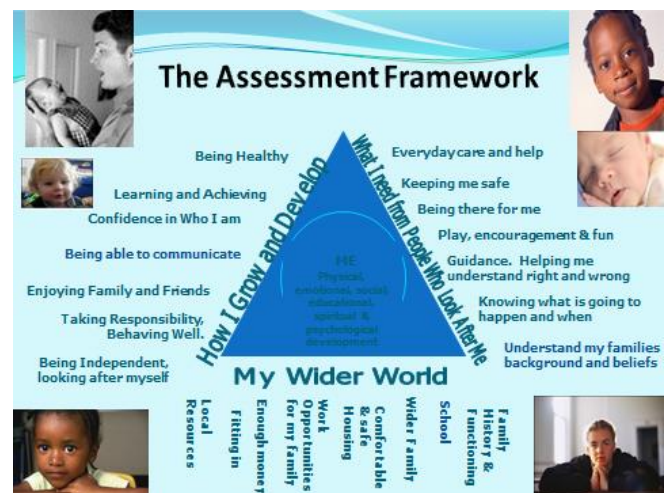 The Assessment Framework
Being Healthy
Learning and Achieving
Confidence in Who I am
Being able to communicate
Enjoying Family and Friends
Taking Responsibility,
Behaving Well.
Being Independent,
looking after myself
How I Grow and Develop
HE
Physical,
emotional, social,
educational,
spiritual &
psychological
development
What I need from People Who Look After Me
Everyday care and help
Keeping me safe
Being there for me
Play, encouragement & fun
Guidance. Helping me
understand right and wrong
Knowing what is going to
happen and when
Understand my families
background and beliefs
My Wider World
Local
Resources
Fitting in
Enough money
for my family
Work
Opportunities
Housing
Comfortable
& safe
Wider Family
School
Family
History &
Functioning